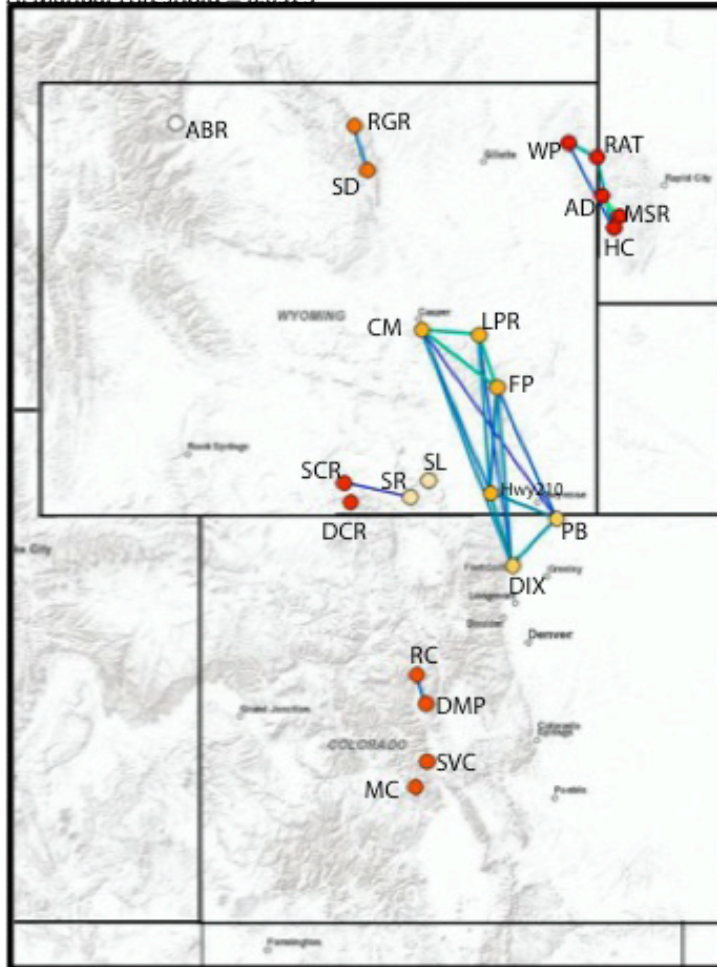 ABR
RGR
SD
Gillette
WP
RAT
Rapid City
AD
MSR
HC
WYOMING
Casper
CM
LPR
FP
Rock Springs
SCR
SR
SL
Hwy210
DCR
PB
DIX
Greeley
Longmont
Boulder
Denver
RC
DMP
Grand Junction
COLORADO
Colorado
Springs
SVC
MC
Pueblo
Farmington